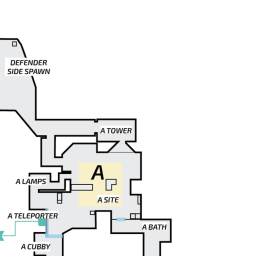 DEFENDER
SIDE SPAWN
A TOWER
A
A LAMPS
A SITE
A TELEPORTER
A BATH
A CUBBY